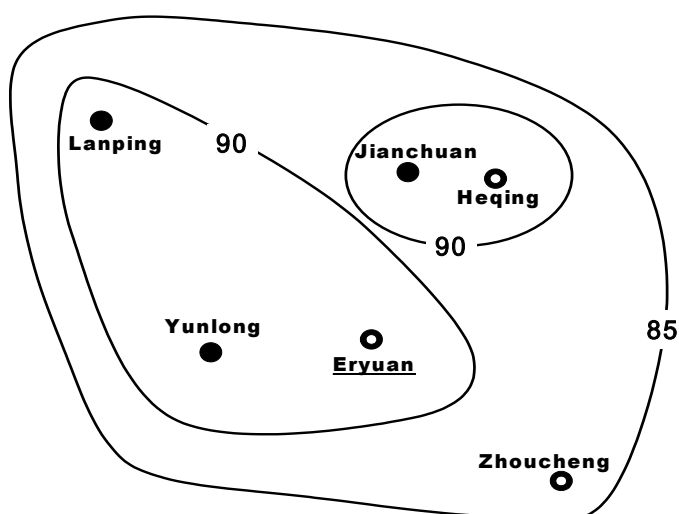 Lanping
90
Jianchuan
Heqing
90
Yunlong
Eryuan
85
Zhoucheng